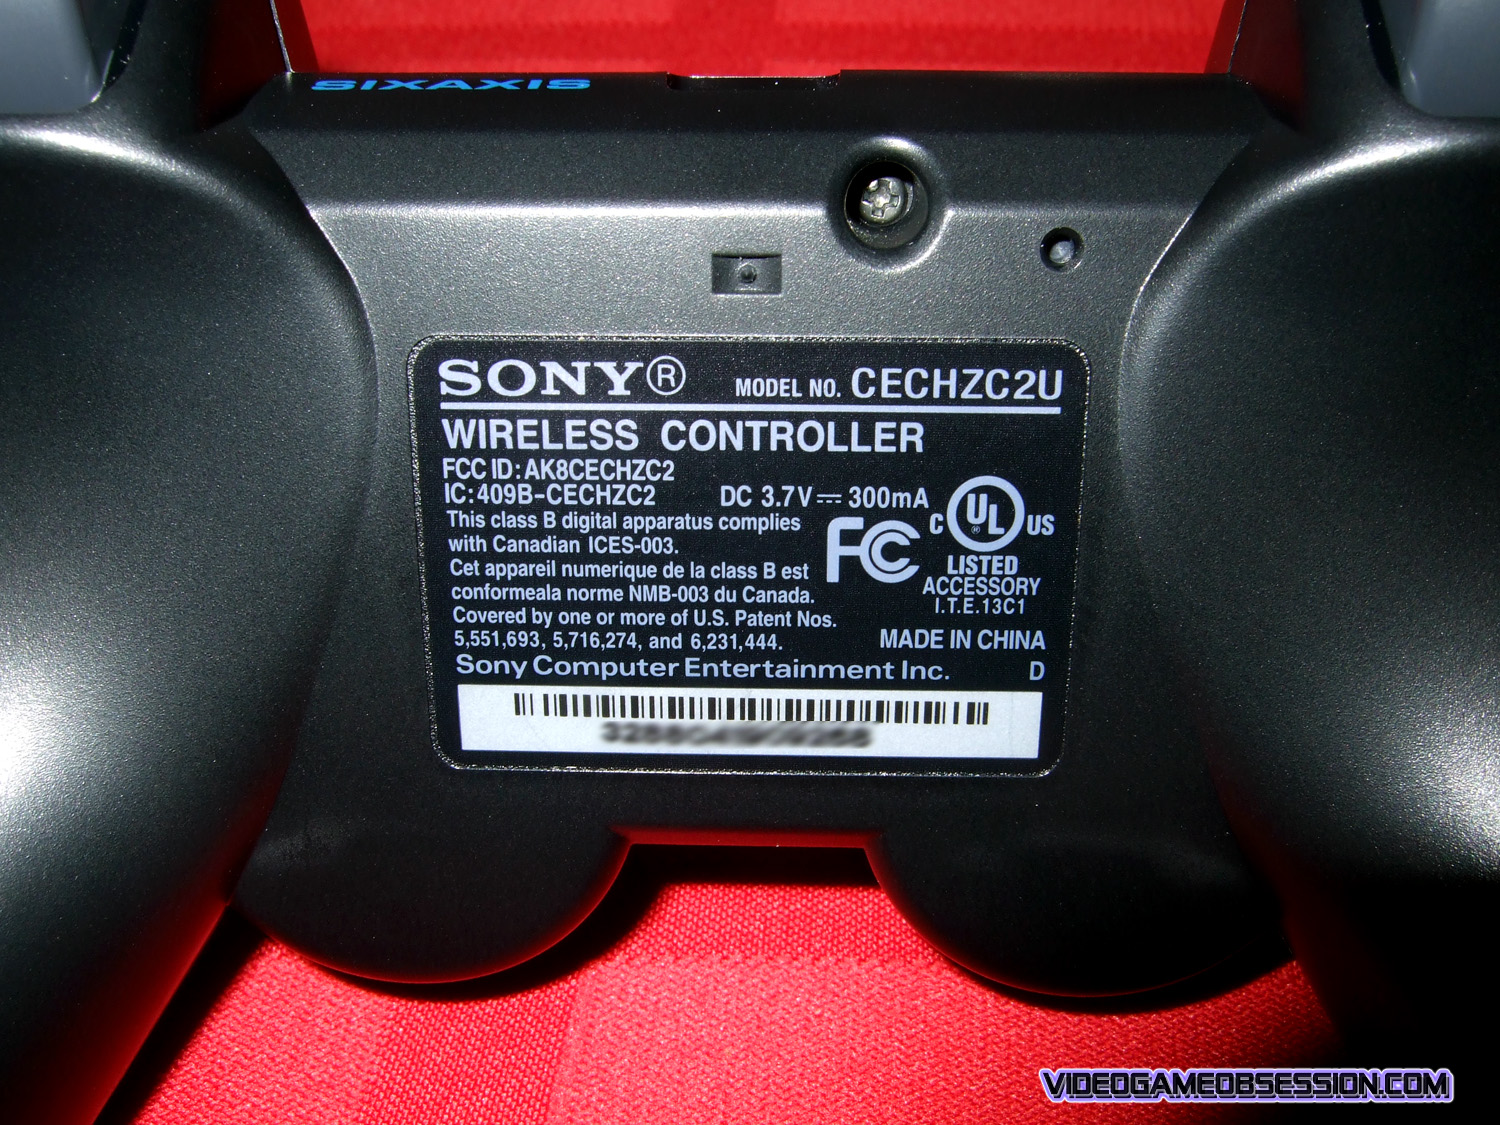 SIXAXIS
SONY® MODEL NO. CECHZC2U
WIRELESS CONTROLLER
FCC ID: AK8CECHZC2
IC: 409B-CECHZC2 DC 3.7V ⎓ 300mA
This class B digital apparatus complies
with Canadian ICES-003.
Cet appareil numerique de la class B est
conformeala norme NMB-003 du Canada.
Covered by one or more of U.S. Patent Nos.
5,551,693, 5,716,274, and 6,231,444.
Sony Computer Entertainment Inc.
FC
C UL ® US
LISTED
ACCESSORY
I.T.E.13C1
MADE IN CHINA
D
VIDEOGAMEOBSESSION.COM